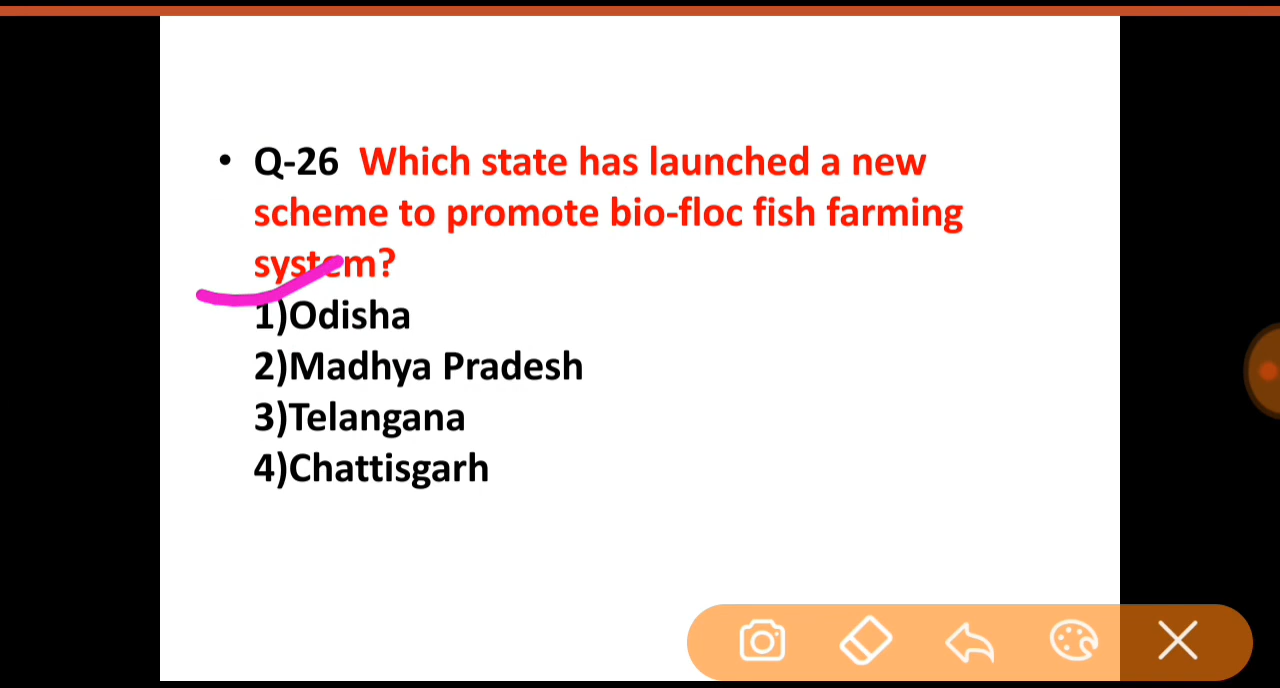 • Q-26 Which state has launched a new
scheme to promote bio-floc fish farming
system?
1)Odisha
2)Madhya Pradesh
3)Telangana
4)Chattisgarh